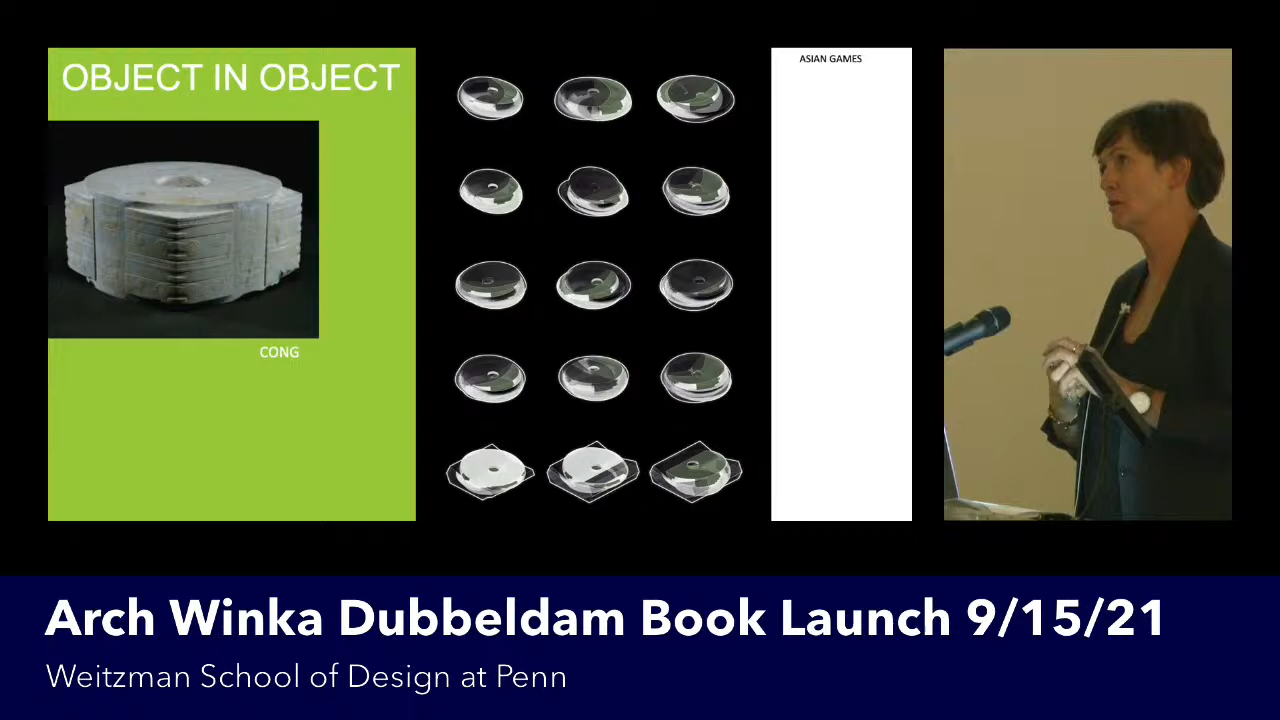 OBJECT IN OBJECT
CONG
ASIAN GAMES
Arch Winka Dubbeldam Book Launch 9/15/21
Weitzman School of Design at Penn